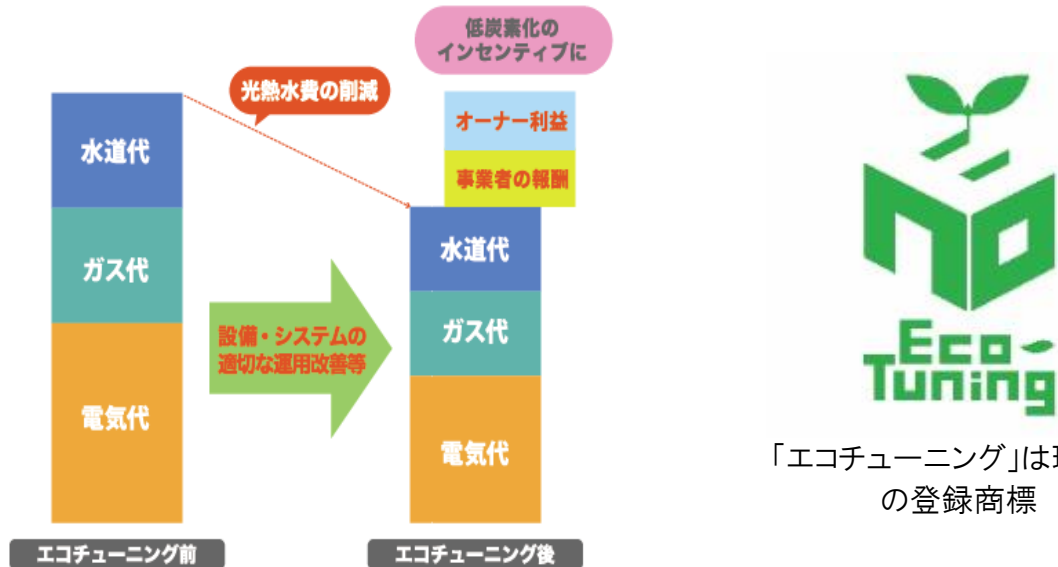 低炭素化の
インセンティブに
光熱水費の削減
オーナー利益
事業者の報酬
水道代
ガス代
電気代
設備・システムの
適切な運用改善等
水道代
ガス代
電気代
エコチューニング前
エコチューニング後
Eco-
Tuning
「エコチューニング」は
の登録商標